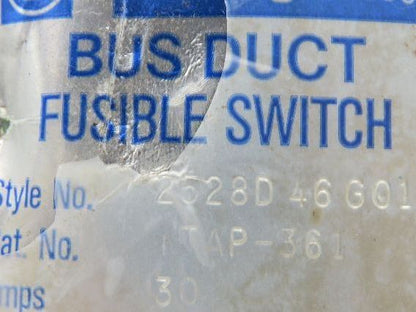 BUS DUCT
FUSIBLE SWITCH
Style No. 2528D46G01
at. No. ITAP-361
mps 30